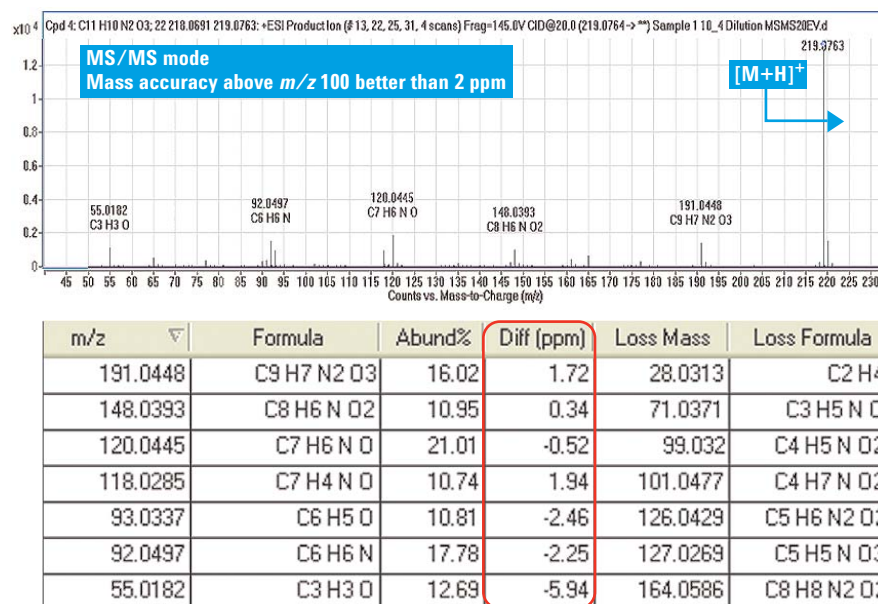 x10 4 Cpd 4: C11 H10 N2 O3; 22 218.0691 219.0763: +ESI Product Ion (# 13, 22, 25, 31, 4 scans) Frag=145.0V CID@20.0 (219.0764-> **) Sample 1 10_4 Dilution MSMS20EV.d
MS/MS mode
Mass accuracy above m/z 100 better than 2 ppm
219.0763
[M+H]+
1.2
1
0.8
0.6
0.4
0.2
0
55.0182
C3 H3 O
92.0497
C6 H6 N
120.0445
C7 H6 N O
148.0393
C8 H6 N O2
191.0448
C9 H7 N2 O3
45 50 55 60 65 70 75 80 85 90 95 100 105 110 115 120 125 130 135 140 145 150 155 160 165 170 175 180 185 190 195 200 205 210 215 220 225 230
Counts vs. Mass-to-Charge (m/z)
m/z Formula Abund% Diff (ppm) Loss Mass Loss Formula
191.0448 C9 H7 N2 O3 16.02 1.72 28.0313 C2 H4
148.0393 C8 H6 N O2 10.95 0.34 71.0371 C3 H5 N O
120.0445 C7 H6 N O 21.01 -0.52 99.032 C4 H5 N O2
118.0285 C7 H4 N O 10.74 1.94 101.0477 C4 H7 N O2
93.0337 C6 H5 O 10.81 -2.46 126.0429 C5 H6 N2 O2
92.0497 C6 H6 N 17.78 -2.25 127.0269 C5 H5 N O3
55.0182 C3 H3 O 12.69 -5.94 164.0586 C8 H8 N2 O2